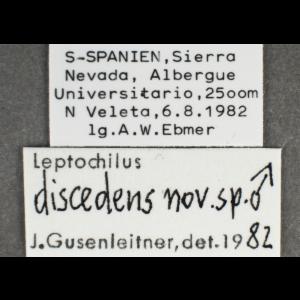 S-SPANIEN,Sierra
Nevada, Albergue
Universitario,25oom
N Veleta,6.8.1982
lg.A.W.Ebmer
Leptochilus
discedens nov.sp.♂
J.Gusenleitner,det.1982